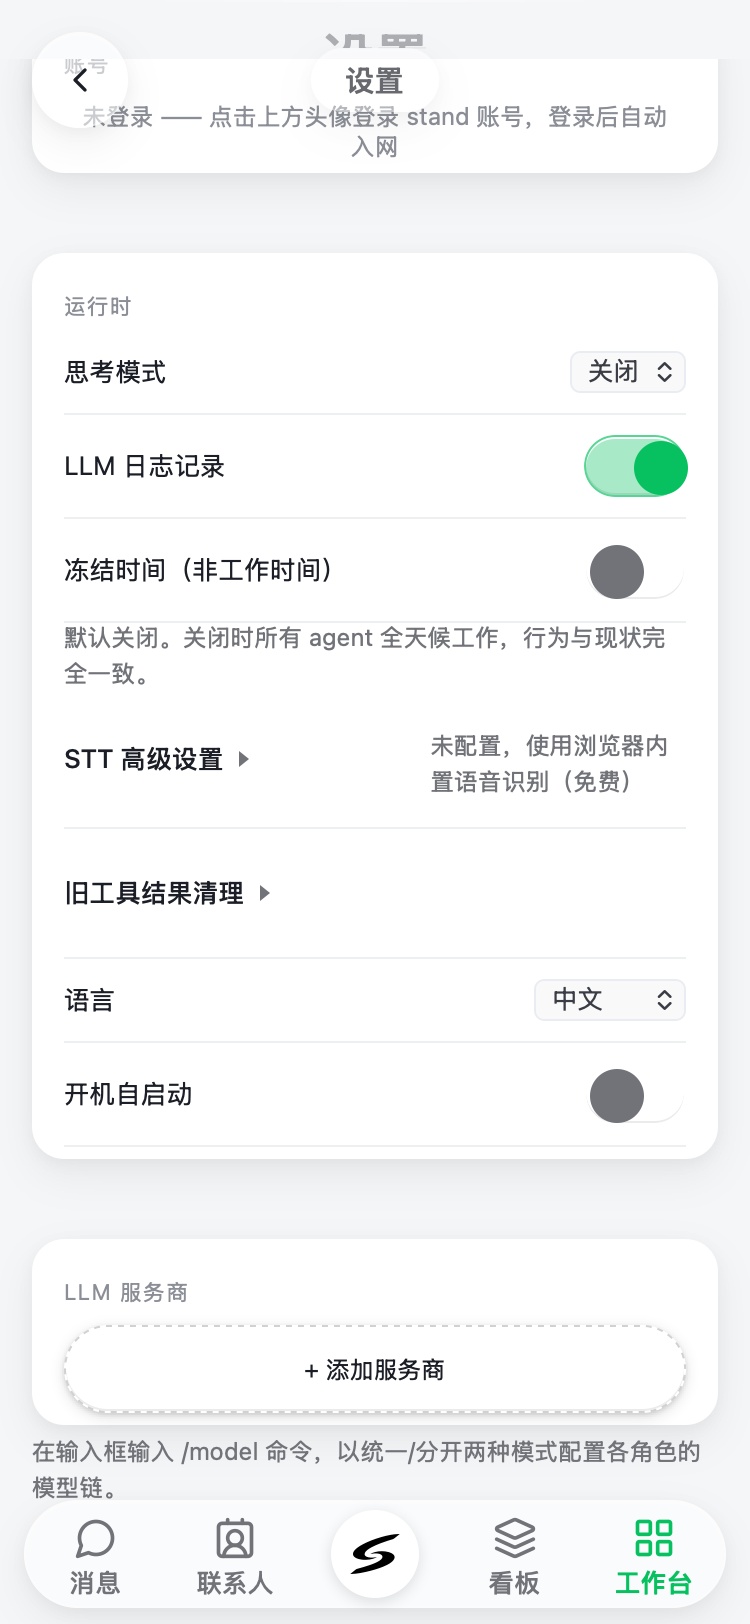 设置
账号
设置
未登录 —— 点击上方头像登录 stand 账号，登录后自动
入网
运行时
思考模式
关闭
LLM 日志记录
冻结时间（非工作时间）
默认关闭。关闭时所有 agent 全天候工作，行为与现状完
全一致。
STT 高级设置
未配置，使用浏览器内
置语音识别（免费）
旧工具结果清理
语言
中文
开机自启动
LLM 服务商
+ 添加服务商
在输入框输入 /model 命令，以统一/分开两种模式配置各角色的
模型链。
消息
联系人
看板
工作台